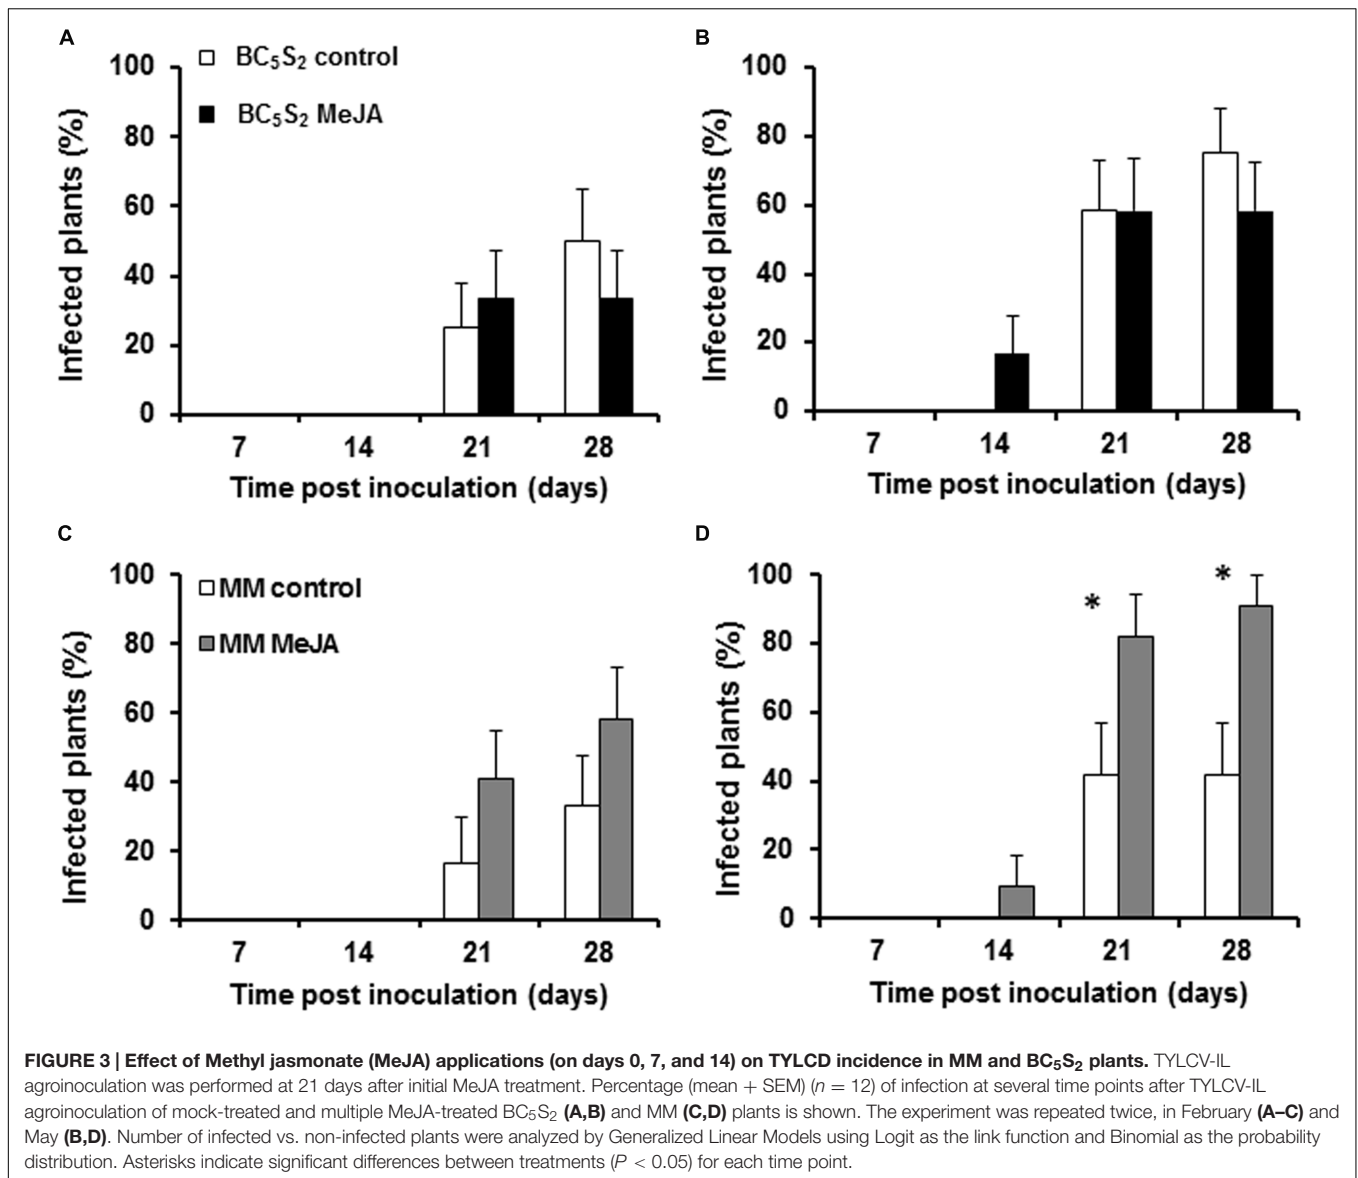 A
100
80
60
40
20
0
Infected plants (%)
BC₅S₂ control
BC₅S₂ MeJA
7 14 21 28
Time post inoculation (days)
B
100
80
60
40
20
0
Infected plants (%)
7 14 21 28
Time post inoculation (days)
C
100
80
60
40
20
0
Infected plants (%)
MM control
MM MeJA
7 14 21 28
Time post inoculation (days)
D
100
80
60
40
20
0
Infected plants (%)
* *
7 14 21 28
Time post inoculation (days)
FIGURE 3 | Effect of Methyl jasmonate (MeJA) applications (on days 0, 7, and 14) on TYLCD incidence in MM and BC₅S₂ plants. TYLCV-IL
agroinoculation was performed at 21 days after initial MeJA treatment. Percentage (mean + SEM) (n = 12) of infection at several time points after TYLCV-IL
agroinoculation of mock-treated and multiple MeJA-treated BC₅S₂ (A,B) and MM (C,D) plants is shown. The experiment was repeated twice, in February (A–C) and
May (B,D). Number of infected vs. non-infected plants were analyzed by Generalized Linear Models using Logit as the link function and Binomial as the probability
distribution. Asterisks indicate significant differences between treatments (P < 0.05) for each time point.